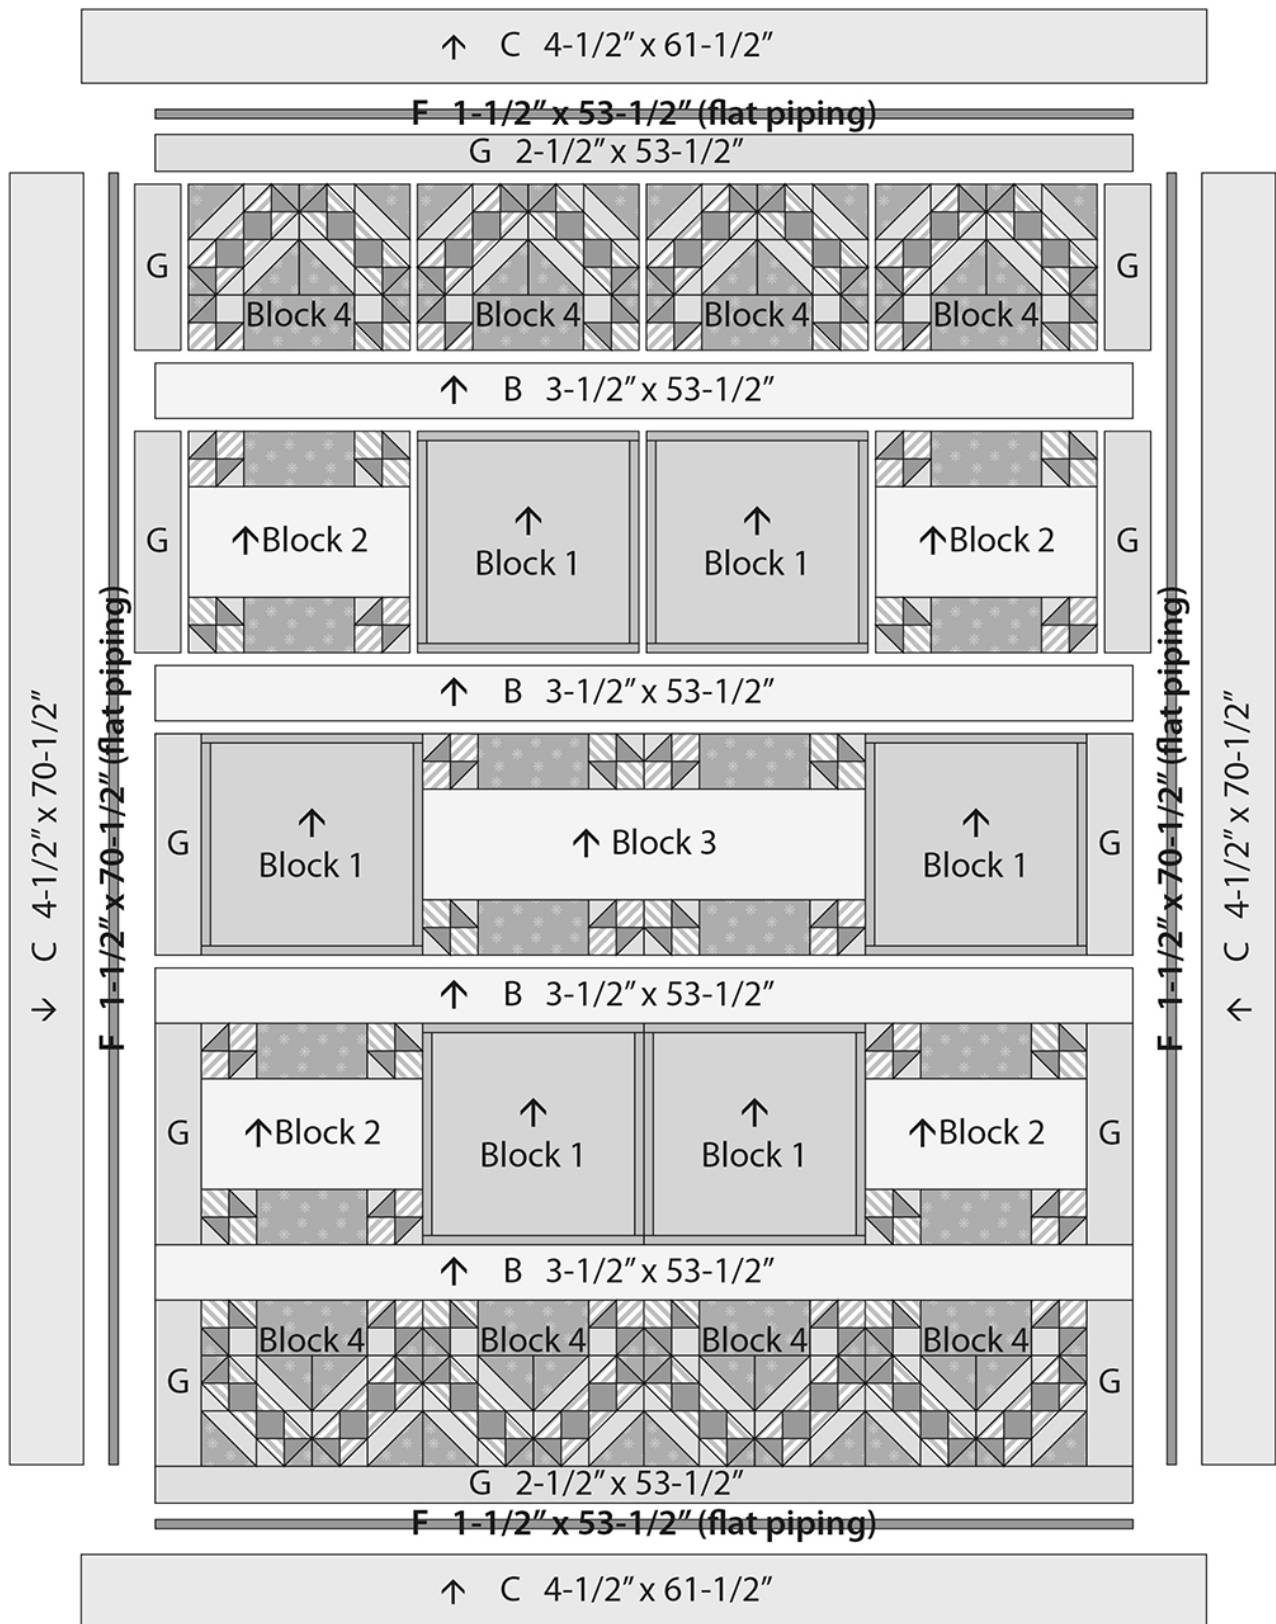 ↑ C 4-1/2” x 61-1/2”
F 1-1/2” x 53-1/2” (flat piping)
G 2-1/2” x 53-1/2”
G
Block 4
Block 4
Block 4
Block 4
G
↑ B 3-1/2” x 53-1/2”
G
↑Block 2
↑
Block 1
↑
Block 1
↑Block 2
G
↑ B 3-1/2” x 53-1/2”
↓ C 4-1/2” x 70-1/2”
F 1-1/2” x 70-1/2” (flat piping)
G
↑
Block 1
↑ Block 3
↑
Block 1
G
F 1-1/2” x 70-1/2” (flat piping)
↑ C 4-1/2” x 70-1/2”
↑ B 3-1/2” x 53-1/2”
G
↑Block 2
↑
Block 1
↑
Block 1
↑Block 2
G
↑ B 3-1/2” x 53-1/2”
G
Block 4
Block 4
Block 4
Block 4
G
G 2-1/2” x 53-1/2”
F 1-1/2” x 53-1/2” (flat piping)
↑ C 4-1/2” x 61-1/2”